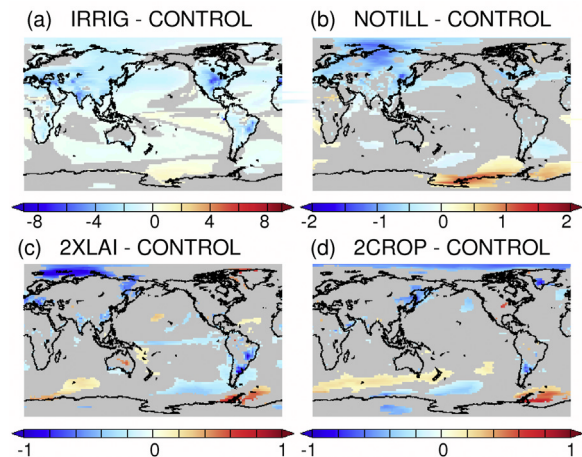 (a) IRRIG - CONTROL
(b) NOTILL - CONTROL
-8 -4 0 4 8
-2 -1 0 1 2
(c) 2XLAI - CONTROL
(d) 2CROP - CONTROL
-1 0 1
-1 0 1